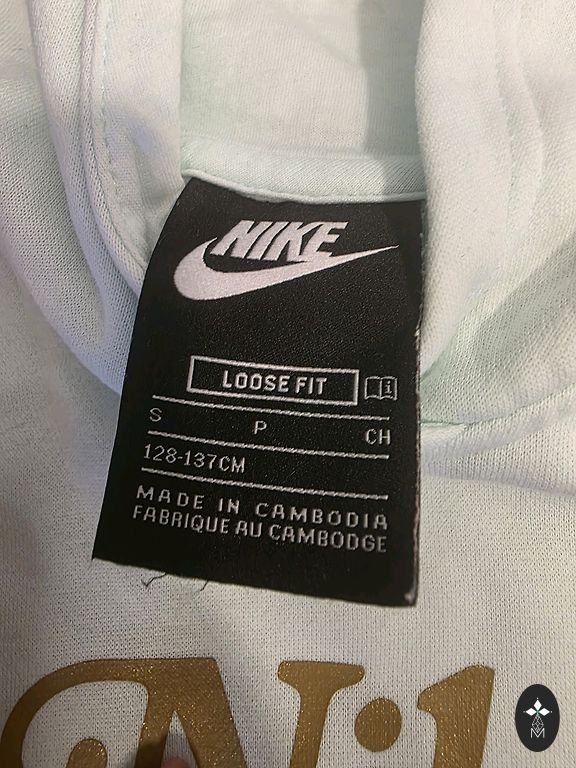 NIKE
LOOSE FIT
S P CH
128-137CM
MADE IN CAMBODIA
FABRIQUE AU CAMBODGE
M